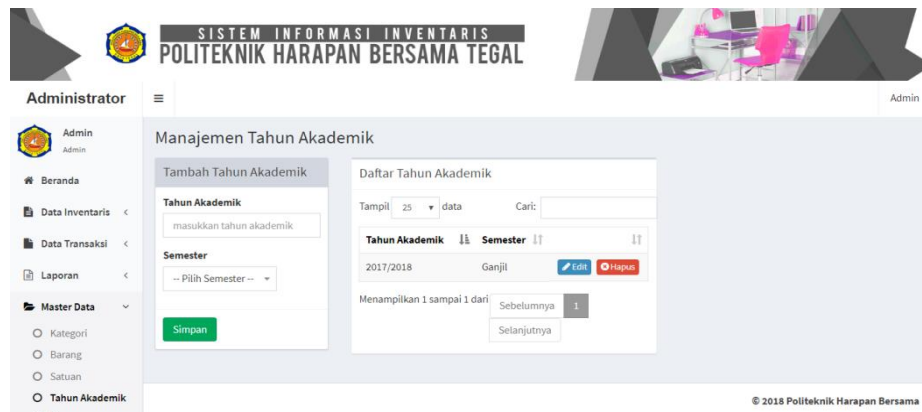 SISTEM INFORMASI INVENTARIS
POLITEKNIK HARAPAN BERSAMA TEGAL
Administrator
Admin
Admin
Admin
Beranda
Data Inventaris
Data Transaksi
Laporan
Master Data
Kategori
Barang
Satuan
Tahun Akademik
Manajemen Tahun Akademik
Tambah Tahun Akademik
Tahun Akademik
masukkan tahun akademik
Semester
-- Pilih Semester --
Simpan
Daftar Tahun Akademik
Tampil 25 data Cari:
Tahun Akademik Semester
2017/2018 Ganjil Edit Hapus
Menampilkan 1 sampai 1 dari
Sebelumnya 1
Selanjutnya
© 2018 Politeknik Harapan Bersama